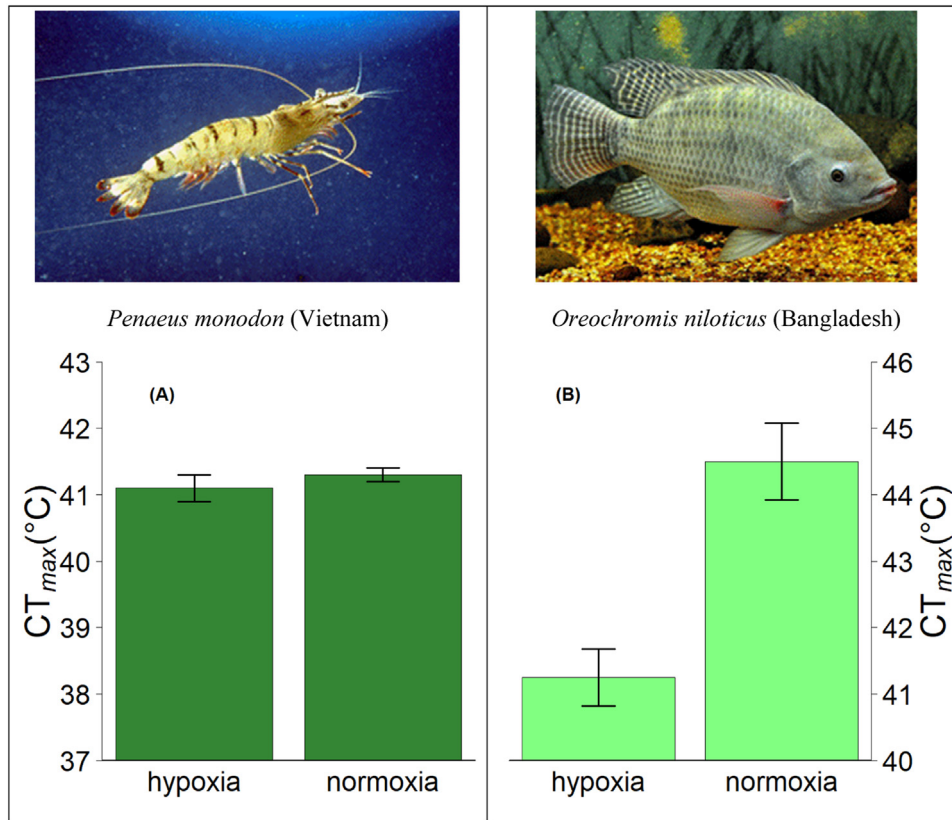 Penaeus monodon (Vietnam)
Oreochromis niloticus (Bangladesh)
(A)
43
42
41
40
39
38
37
CTmax(°C)
hypoxia
normoxia
(B)
46
45
44
43
42
41
40
CTmax(°C)
hypoxia
normoxia